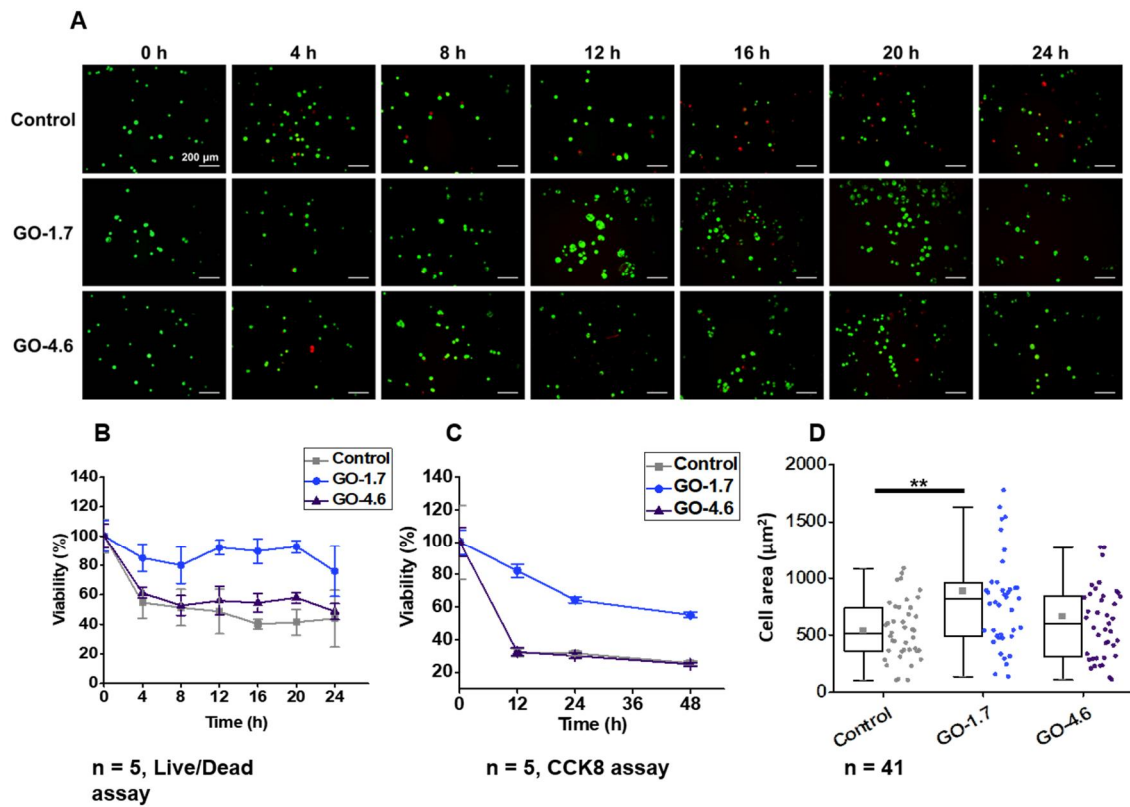 A
0 h 4 h 8 h 12 h 16 h 20 h 24 h
Control
200 µm
GO-1.7
GO-4.6
B
Control
GO-1.7
GO-4.6
Viability (%)
140
120
100
80
60
40
20
0
0 4 8 12 16 20 24
Time (h)
n = 5, Live/Dead
assay
C
Control
GO-1.7
GO-4.6
Viability (%)
140
120
100
80
60
40
20
0 12 24 36 48
Time (h)
n = 5, CCK8 assay
D
**
Cell area (µm²)
2000
1500
1000
500
0
Control GO-1.7 GO-4.6
n = 41